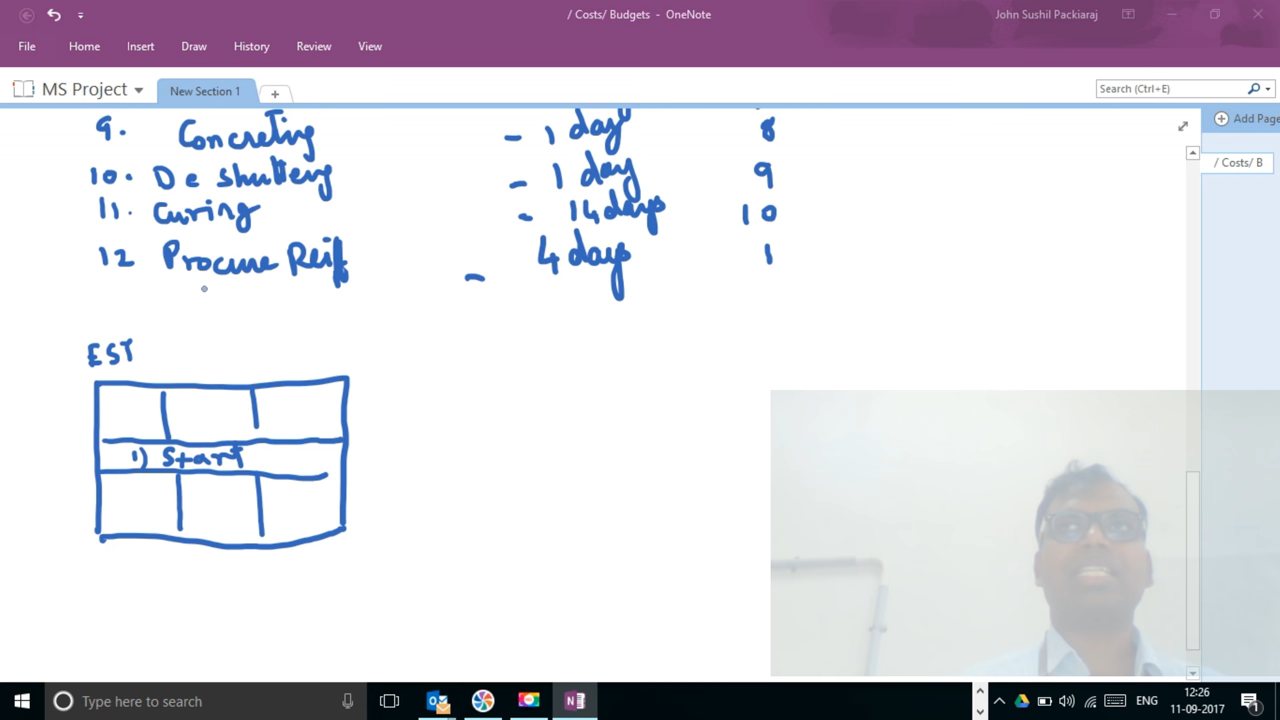 / Costs/ Budgets - OneNote
John Sushil Packiaraj
File Home Insert Draw History Review View
MS Project
New Section 1
Search (Ctrl+E)
Add Page
/ Costs/ B
9. Concreting - 1 day 8
10. De shuttering - 1 day 9
11. Curing - 14 days 10
12 Procure Reif - 4 days 1
EST
1) Start
Type here to search
ENG
12:26
11-09-2017
1